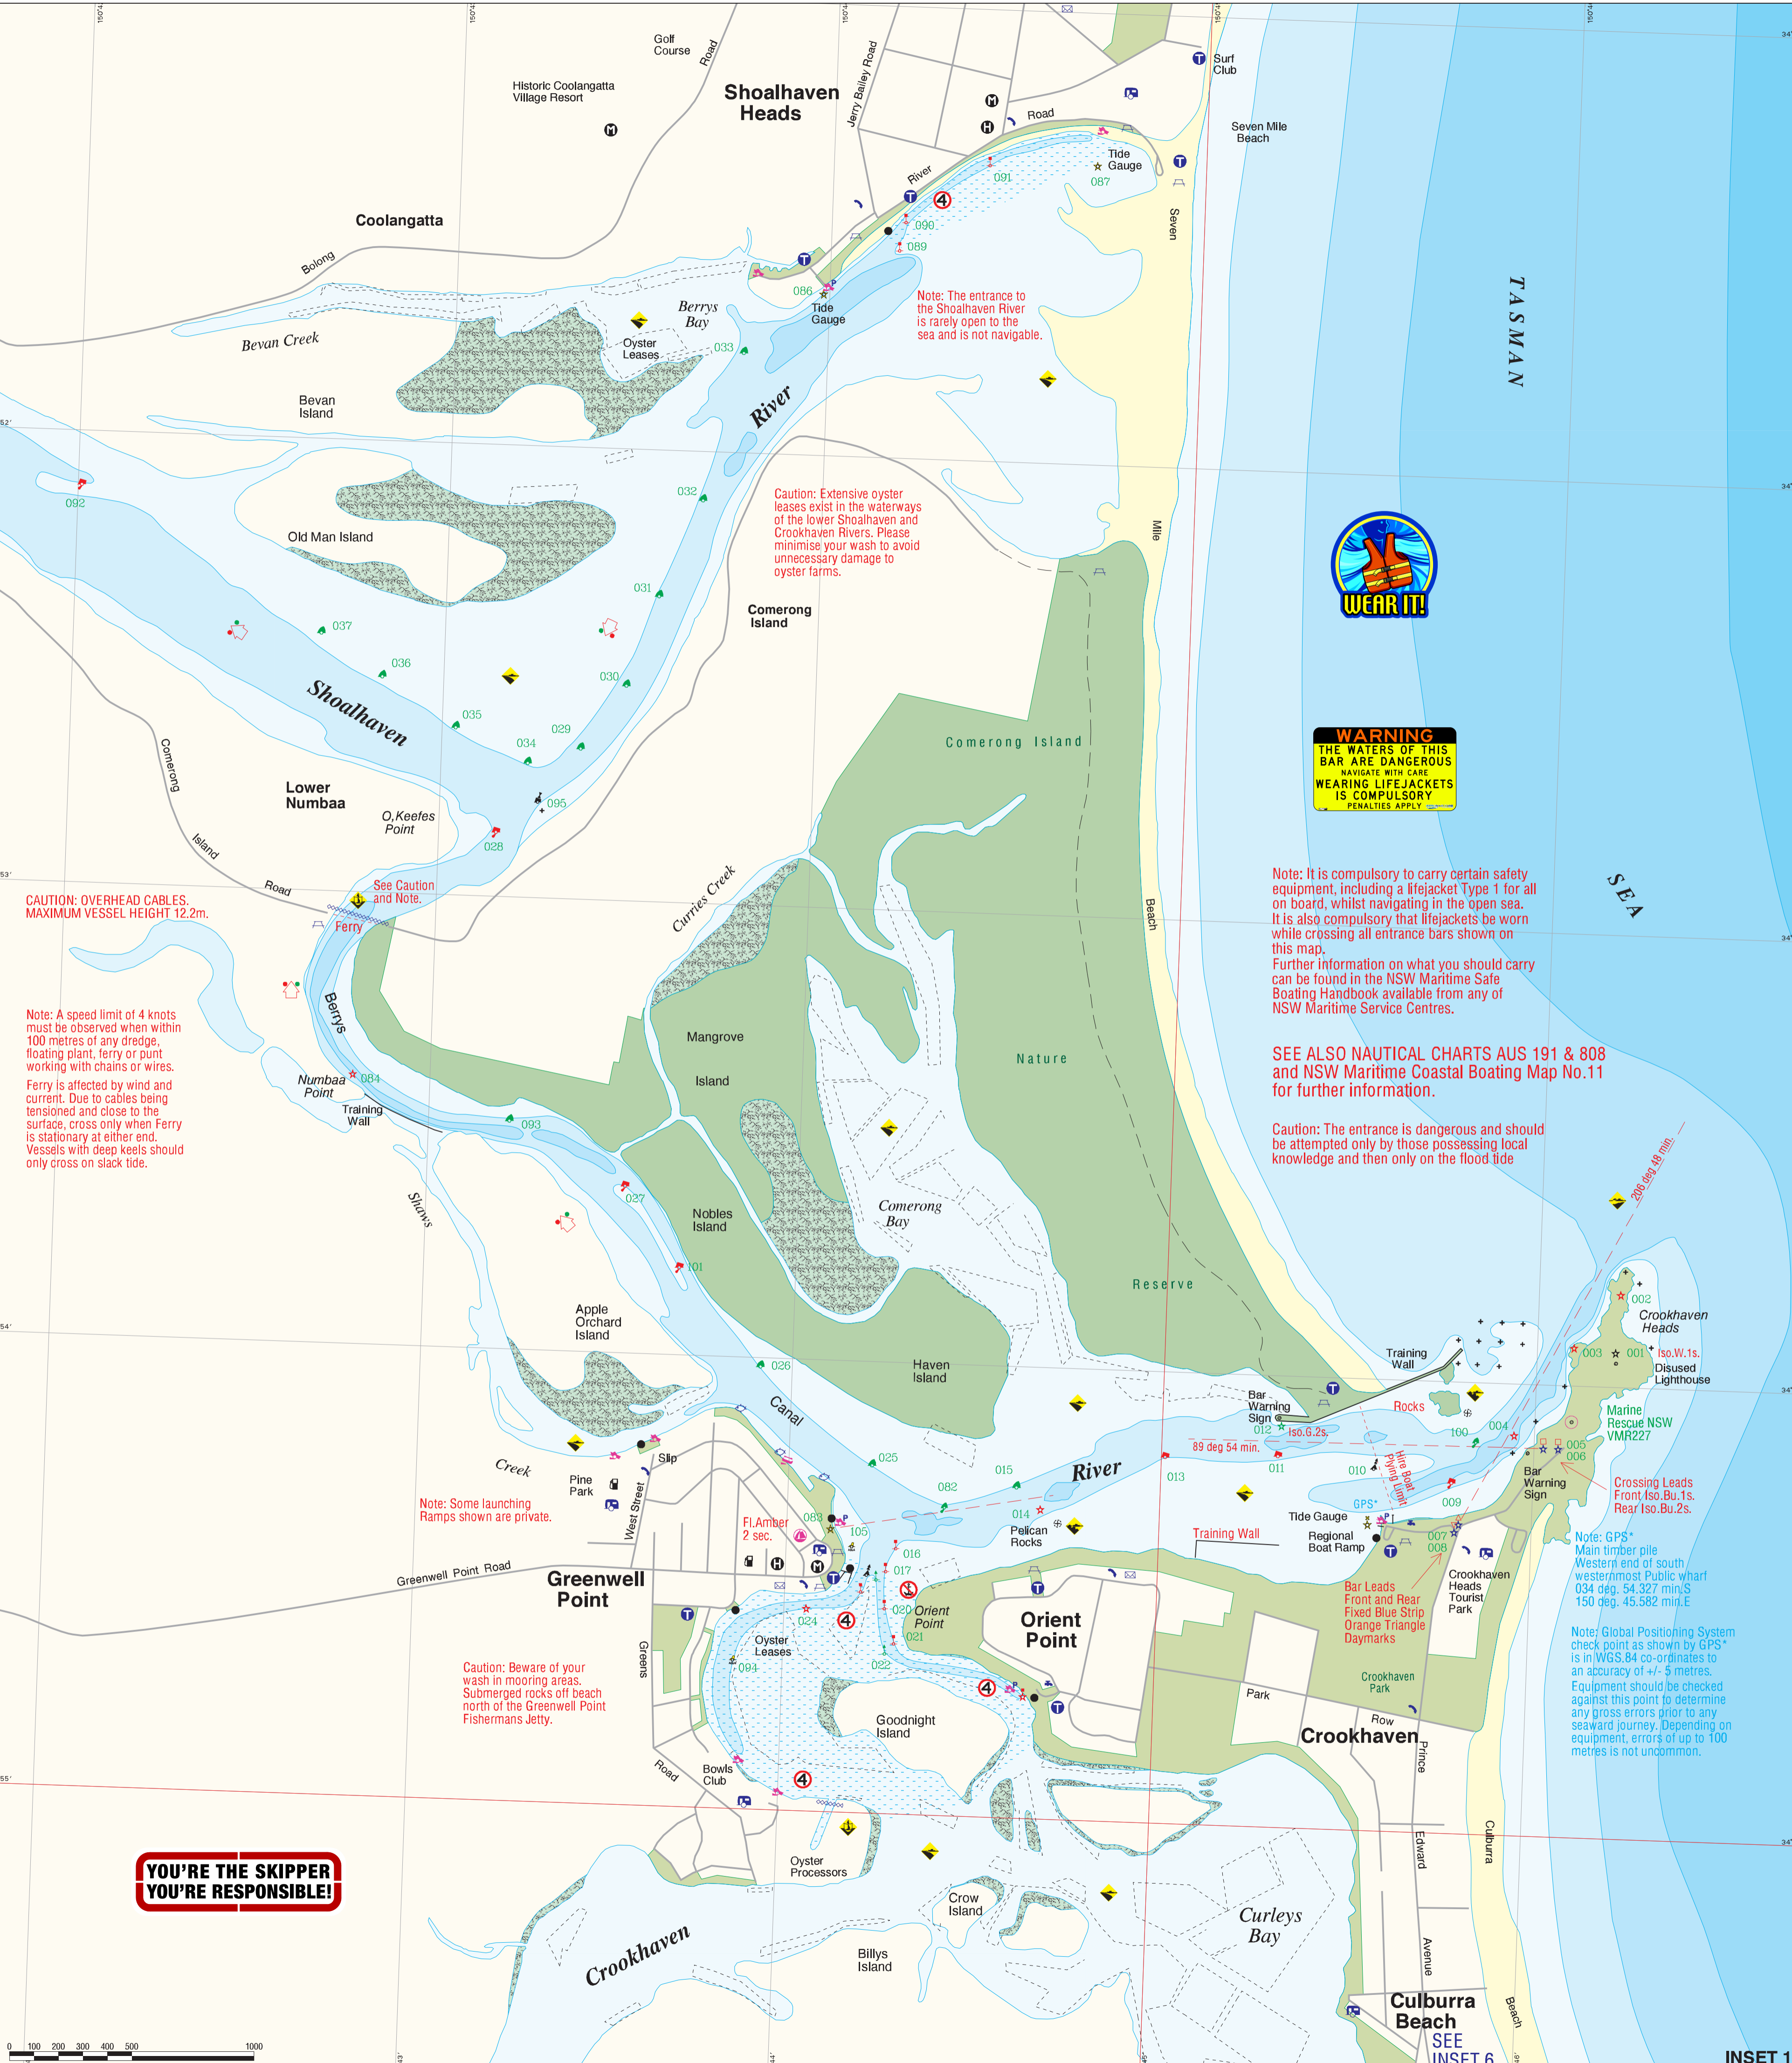 Golf
Course
Road
Historic Coolangatta
Village Resort
M
Shoalhaven
Heads
Jerry Bailey Road
M
H
Road
T
Surf
Club
Seven Mile
Beach
T
Tide
Gauge
087
091
River
T
4
090
089
Coolangatta
Bolong
T
086
Tide
Gauge
Berrys
Bay
033
Oyster
Leases
Bevan Creek
Bevan
Island
Note: The entrance to
the Shoalhaven River
is rarely open to the
sea and is not navigable.
Seven
TASMAN
River
52'
092
032
Old Man Island
Caution: Extensive oyster
leases exist in the waterways
of the lower Shoalhaven and
Crookhaven Rivers. Please
minimise your wash to avoid
unnecessary damage to
oyster farms.
Mile
WEAR IT!
031
Comerong
Island
037
036
030
035
029
034
Shoalhaven
Comerong Island
WARNING
THE WATERS OF THIS
BAR ARE DANGEROUS
NAVIGATE WITH CARE
WEARING LIFEJACKETS
IS COMPULSORY
PENALTIES APPLY
Comerong
Island
Road
Lower
Numbaa
O,Keefes
Point
095
028
53'
CAUTION: OVERHEAD CABLES.
MAXIMUM VESSEL HEIGHT 12.2m.
See Caution
and Note.
Ferry
Curries Creek
Beach
SEA
Note: It is compulsory to carry certain safety
equipment, including a lifejacket Type 1 for all
on board, whilst navigating in the open sea.
It is also compulsory that lifejackets be worn
while crossing all entrance bars shown on
this map.
Further information on what you should carry
can be found in the NSW Maritime Safe
Boating Handbook available from any of
NSW Maritime Service Centres.
Note: A speed limit of 4 knots
must be observed when within
100 metres of any dredge,
floating plant, ferry or punt
working with chains or wires.
Ferry is affected by wind and
current. Due to cables being
tensioned and close to the
surface, cross only when Ferry
is stationary at either end.
Vessels with deep keels should
only cross on slack tide.
Berrys
Mangrove
Island
Nature
SEE ALSO NAUTICAL CHARTS AUS 191 & 808
and NSW Maritime Coastal Boating Map No.11
for further information.
Numbaa
Point
084
Training
Wall
093
Caution: The entrance is dangerous and should
be attempted only by those possessing local
knowledge and then only on the flood tide
206 deg 48 min.
Shaws
027
Nobles
Island
Comerong
Bay
101
Reserve
002
Crookhaven
Heads
Apple
Orchard
Island
54'
026
Haven
Island
Training
Wall
003
001
Iso.W.1s.
Disused
Lighthouse
Canal
Bar
Warning
Sign
012
Iso.G.2s.
T
Rocks
Marine
Rescue NSW
VMR227
004
100
005
006
89 deg 54 min.
Slip
Creek
Pine
Park
025
015
River
013
011
010
Hire Boat
Plying Limit
009
Bar
Warning
Sign
Crossing Leads
Front Iso.Bu.1s.
Rear Iso.Bu.2s.
082
Note: Some launching
Ramps shown are private.
West Street
Fl.Amber
2 sec.
083
105
014
Pelican
Rocks
GPS*
Tide Gauge
Regional
Boat Ramp
Training Wall
007
008
Note: GPS*
Main timber pile
Western end of south
westernmost Public wharf
034 deg. 54.327 min.S
150 deg. 45.582 min.E
Greenwell Point Road
Greenwell
Point
H
M
T
016
017
020
Orient
Point
T
024
4
021
022
Orient
Point
T
Crookhaven
Heads
Tourist
Park
Bar Leads
Front and Rear
Fixed Blue Strip
Orange Triangle
Daymarks
Note: Global Positioning System
check point as shown by GPS*
is in WGS.84 co-ordinates to
an accuracy of +/- 5 metres.
Equipment should be checked
against this point to determine
any gross errors prior to any
seaward journey. Depending on
equipment, errors of up to 100
metres is not uncommon.
Oyster
Leases
Greens
Road
094
Caution: Beware of your
wash in mooring areas.
Submerged rocks off beach
north of the Greenwell Point
Fishermans Jetty.
4
T
Crookhaven
Park
Park
Row
Crookhaven
Goodnight
Island
Bowls
Club
4
55'
Prince
Edward
Avenue
Culburra
Beach
Oyster
Processors
YOU'RE THE SKIPPER
YOU'RE RESPONSIBLE!
Crow
Island
Curleys
Bay
Crookhaven
Billys
Island
Culburra
Beach
SEE
INSET 6
INSET 1
0 100 200 300 400 500 1000